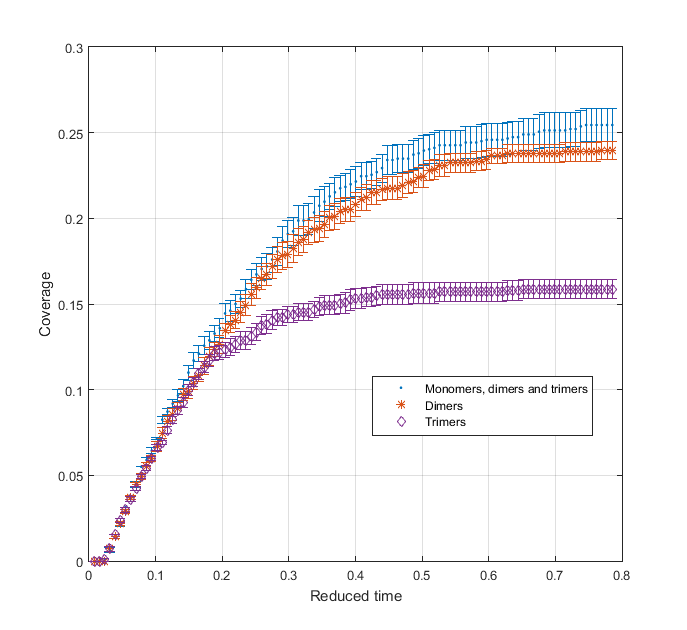 0.3
0.25
0.2
0.15
0.1
0.05
0
Coverage
Monomers, dimers and trimers
Dimers
Trimers
0 0.1 0.2 0.3 0.4 0.5 0.6 0.7 0.8
Reduced time